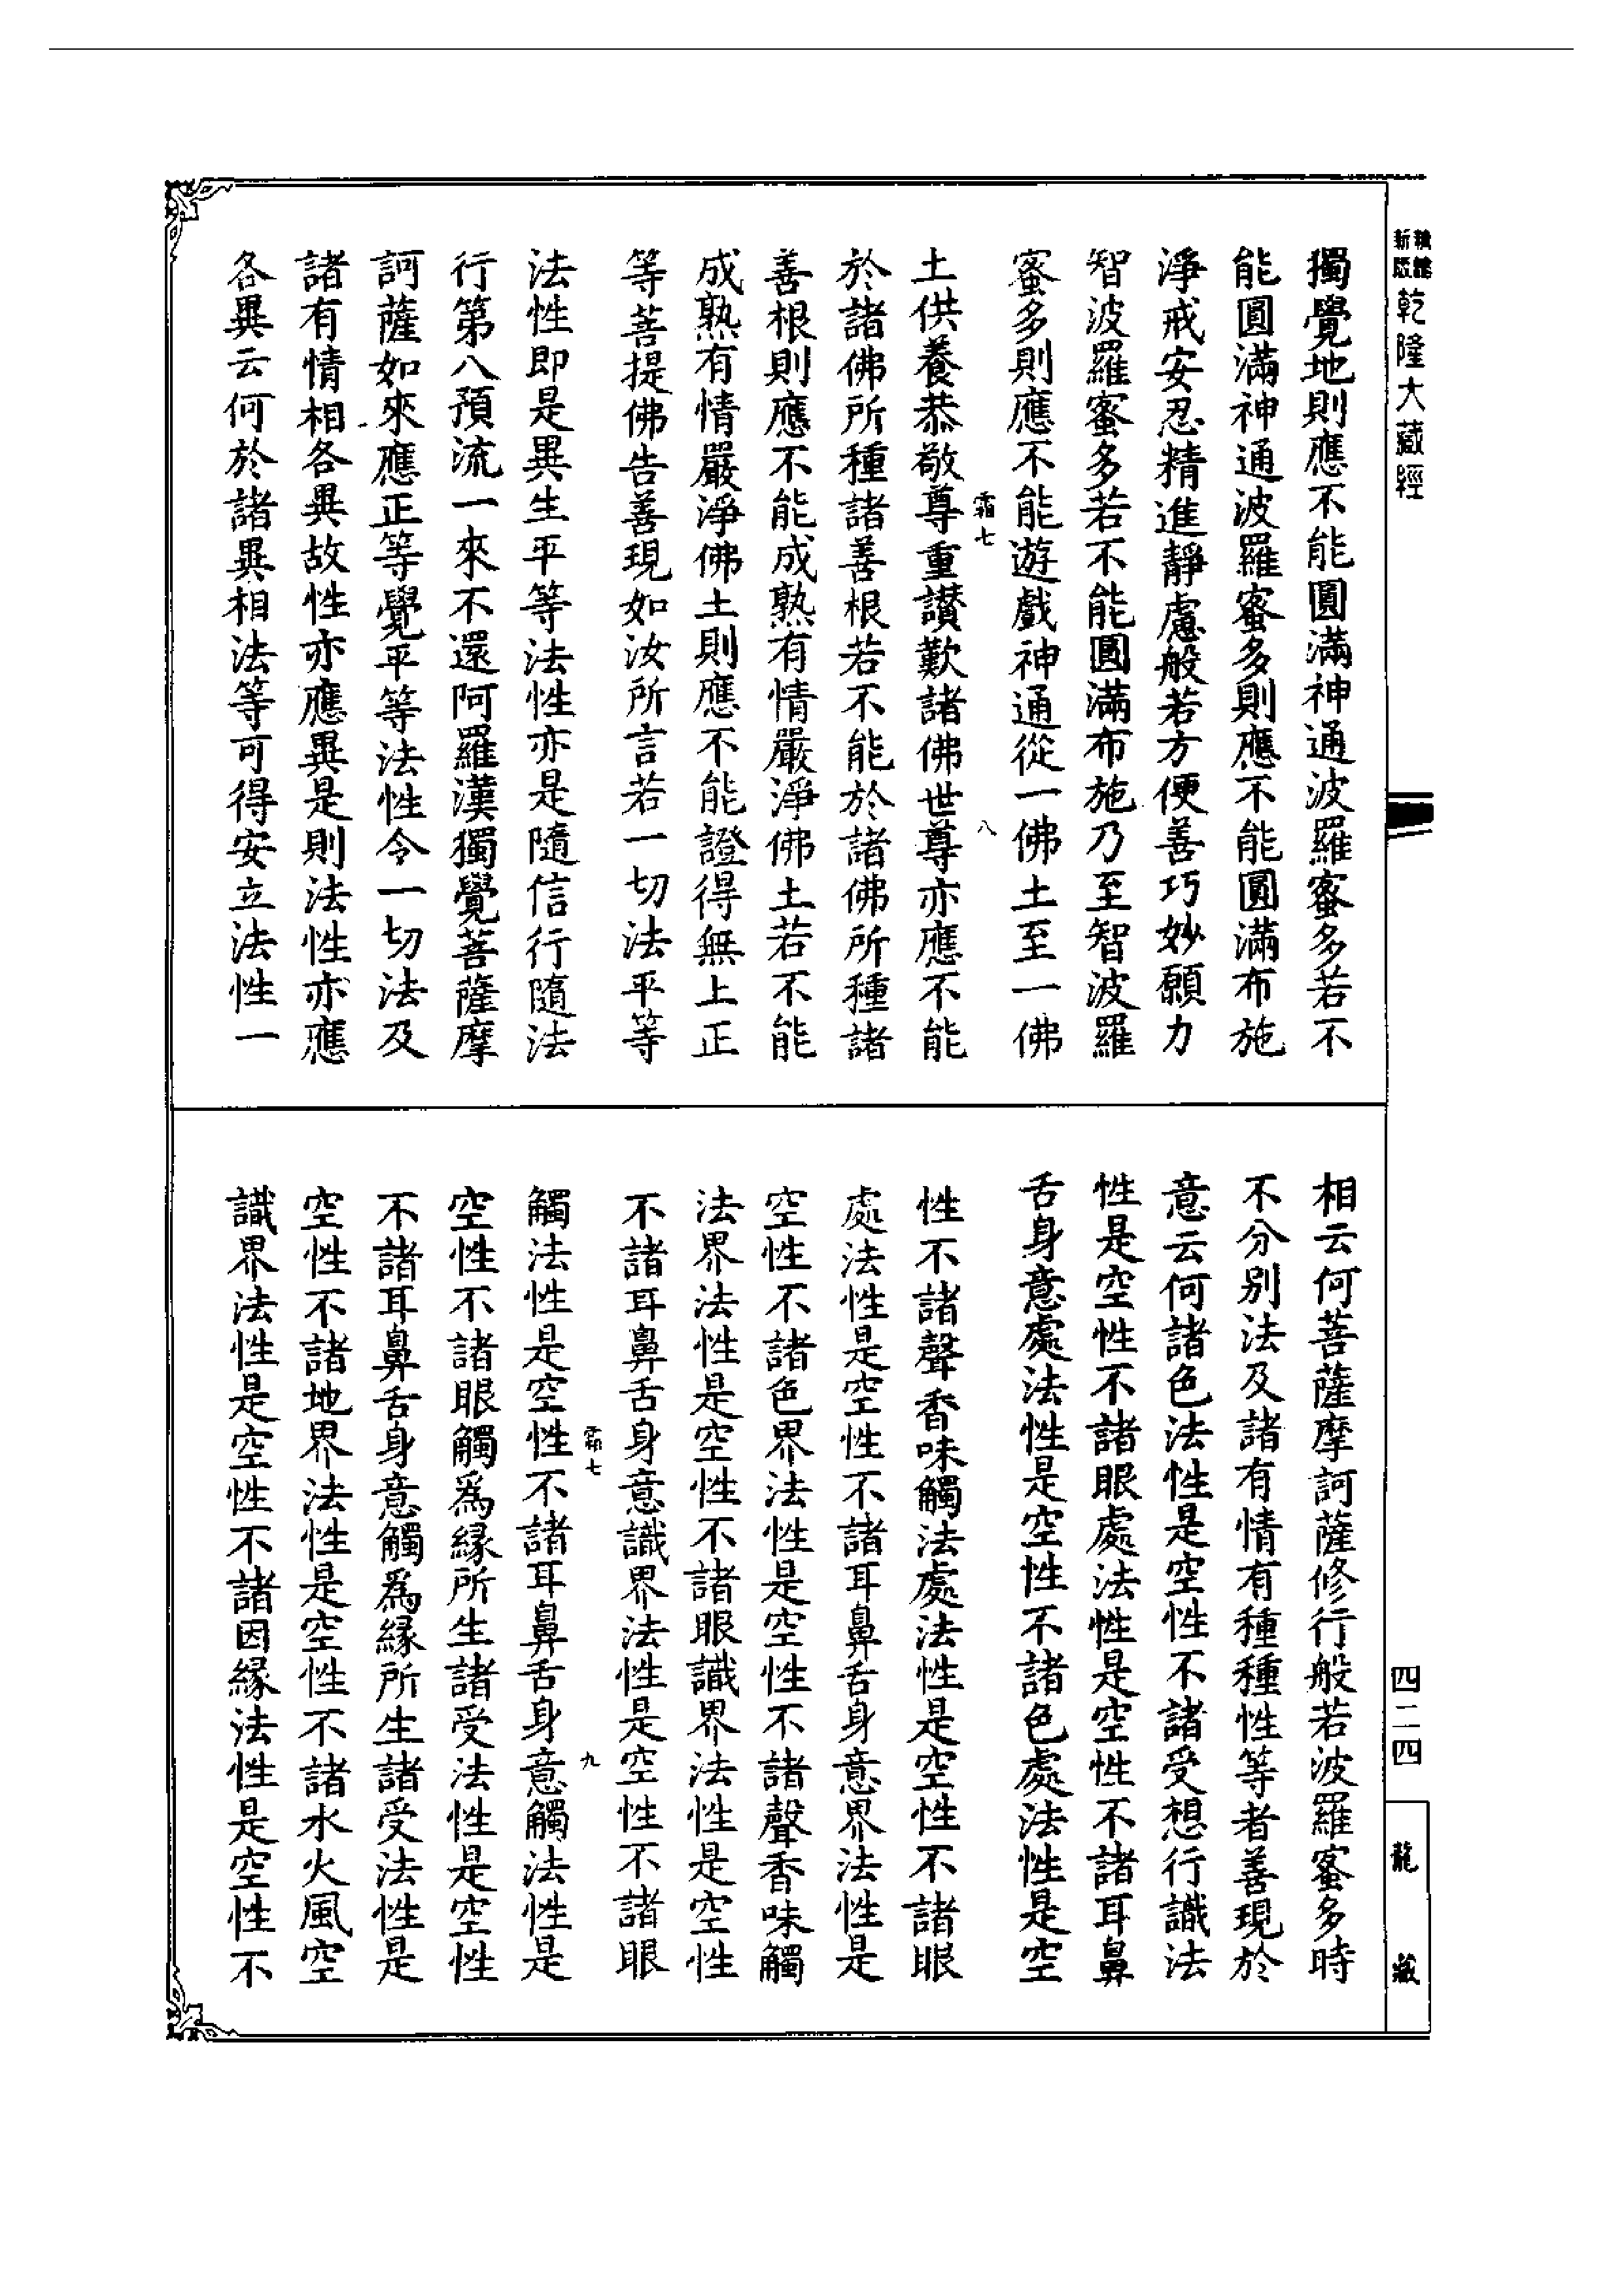 乾隆大藏經
獨覺地則應不能圓滿神通波羅蜜多若不
能圓滿神通波羅蜜多則應不能圓滿布施
淨戒安忍精進靜慮般若方便善巧妙願力
智波羅蜜多若不能圓滿布施乃至智波羅
蜜多則應不能遊戲神通從一佛土至一佛
霜七
八
土供養恭敬尊重讚歎諸佛世尊亦應不能
於諸佛所種諸善根若不能於諸佛所種諸
善根則應不能成熟有情嚴淨佛土若不能
成熟有情嚴淨佛土則應不能證得無上正
等菩提佛告善現如汝所言若一切法平等
法性即是異生平等法性亦是隨信行隨法
行第八預流一來不還阿羅漢獨覺菩薩摩
訶薩如來應正等覺平等法性令一切法及
諸有情相各異故性亦應異是則法性亦應
各異云何於諸異相法等可得安立法性一
相云何菩薩摩訶薩修行般若波羅蜜多時
不分別法及諸有情有種種性等者善現於
意云何諸色法性是空性不諸受想行識法
性是空性不諸眼處法性是空性不諸耳鼻
舌身意處法性是空性不諸色處法性是空
性不諸聲香味觸法處法性是空性不諸眼
處法性是空性不諸耳鼻舌身意界法性是
空性不諸色界法性是空性不諸聲香味觸
法界法性是空性不諸眼識界法性是空性
不諸耳鼻舌身意識界法性是空性不諸眼
霜七
九
觸法性是空性不諸耳鼻舌身意觸法性是
空性不諸眼觸為緣所生諸受法性是空性
不諸耳鼻舌身意觸為緣所生諸受法性是
空性不諸地界法性是空性不諸水火風空
識界法性是空性不諸因緣法性是空性不
四二四
龍藏